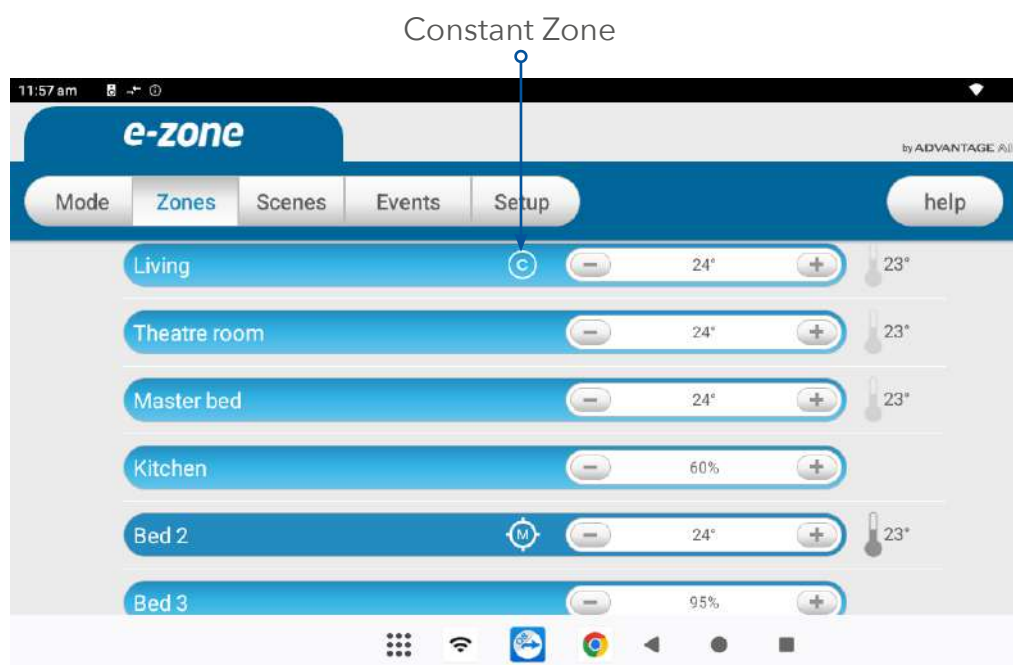 Constant Zone
11:57 am
e-zone
by ADVANTAGE AIR
Mode Zones Scenes Events Setup help
Living C 24° 23°
Theatre room 24° 23°
Master bed 24° 23°
Kitchen 60%
Bed 2 M 24° 23°
Bed 3 95%